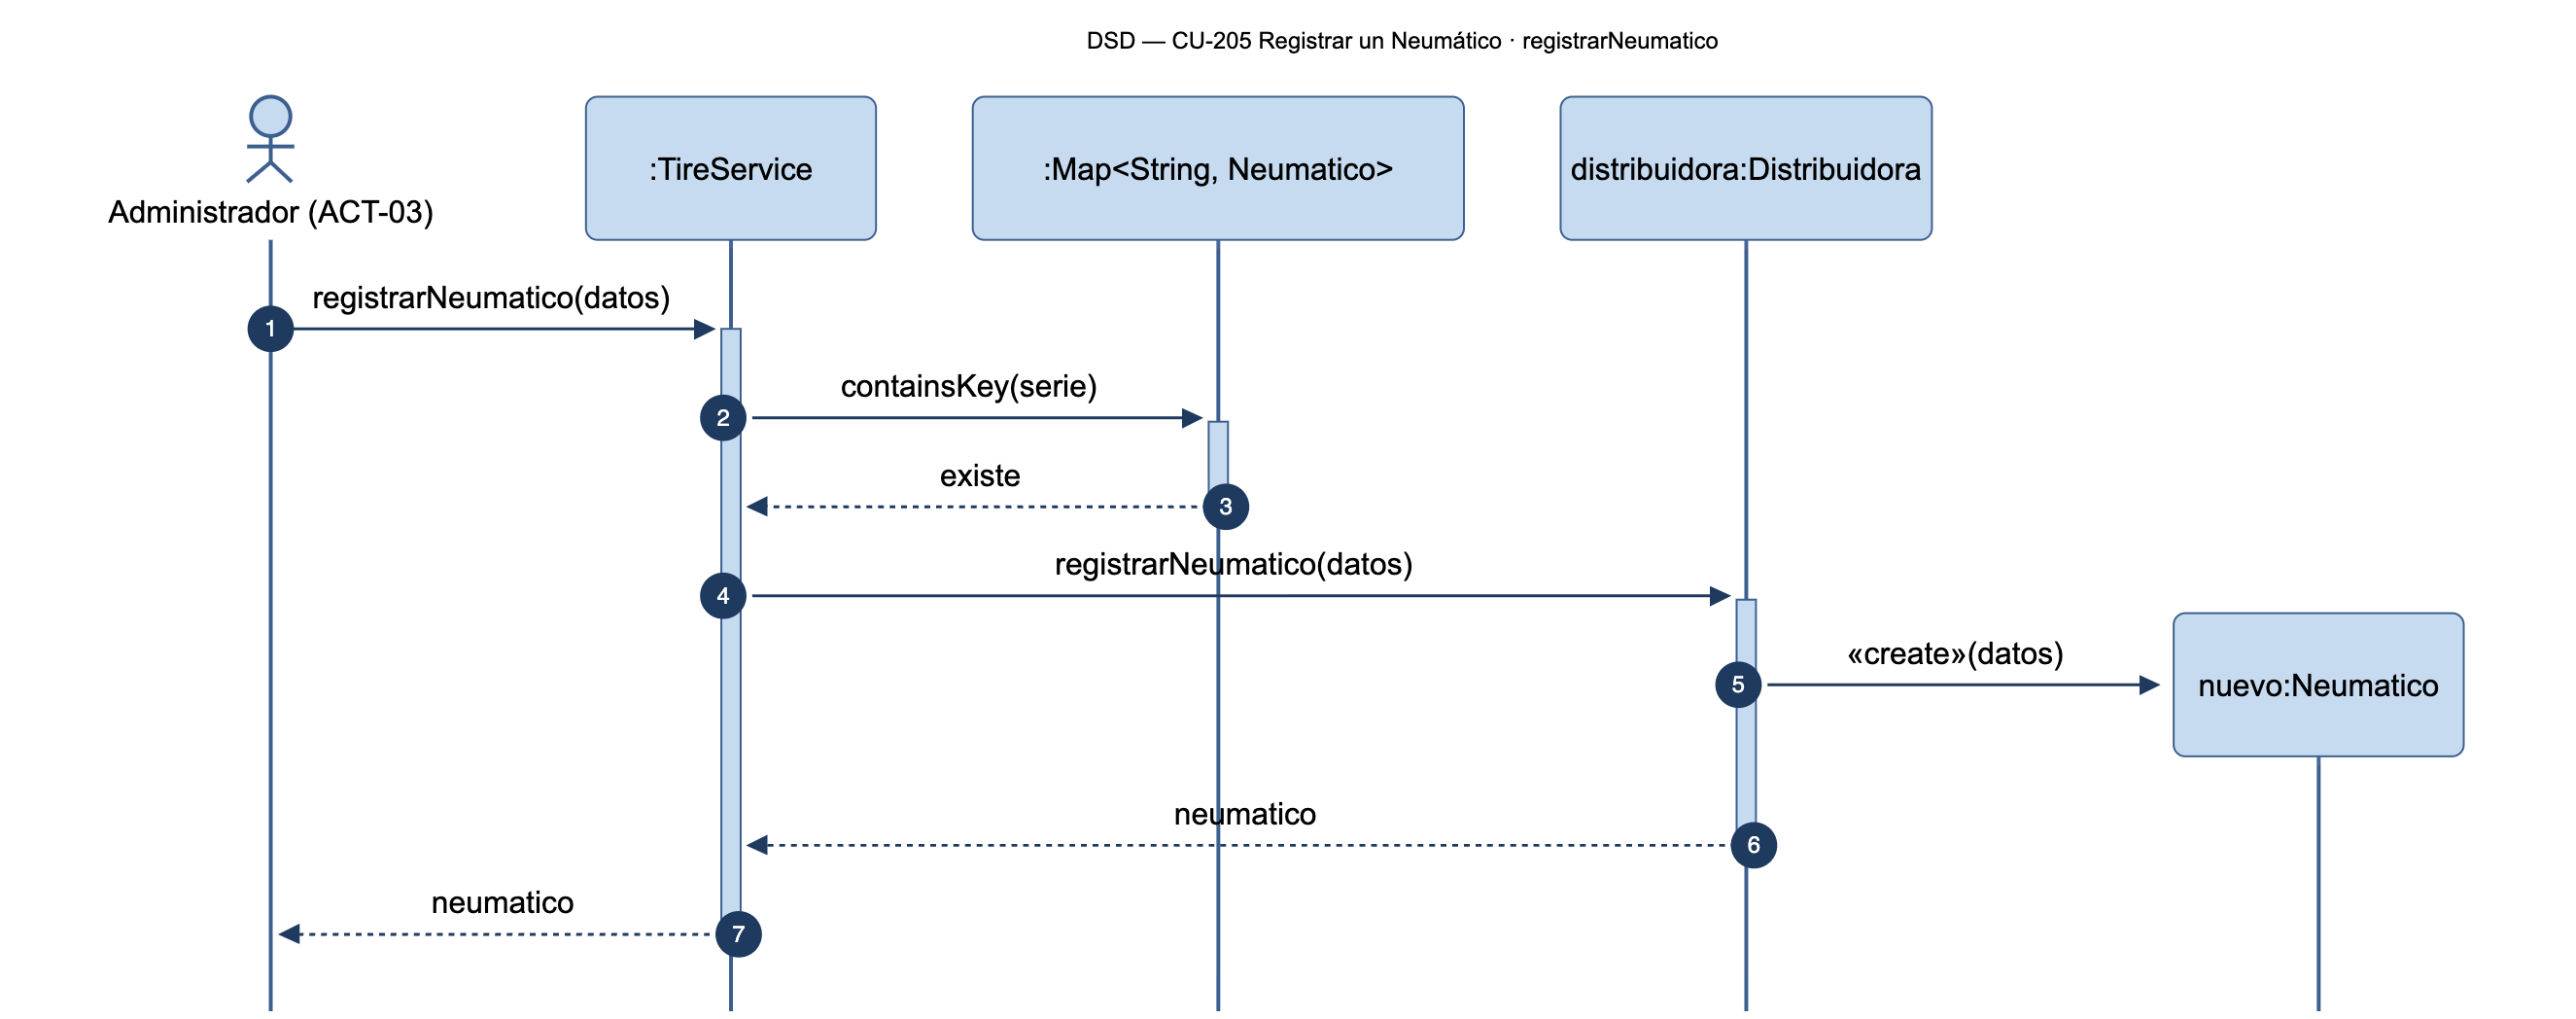 DSD — CU-205 Registrar un Neumático · registrarNeumatico
:TireService
:Map<String, Neumatico>
distribuidora:Distribuidora
Administrador (ACT-03)
registrarNeumatico(datos)
1
containsKey(serie)
2
existe
3
registrarNeumatico(datos)
4
«create»(datos)
5
nuevo:Neumatico
neumatico
6
neumatico
7